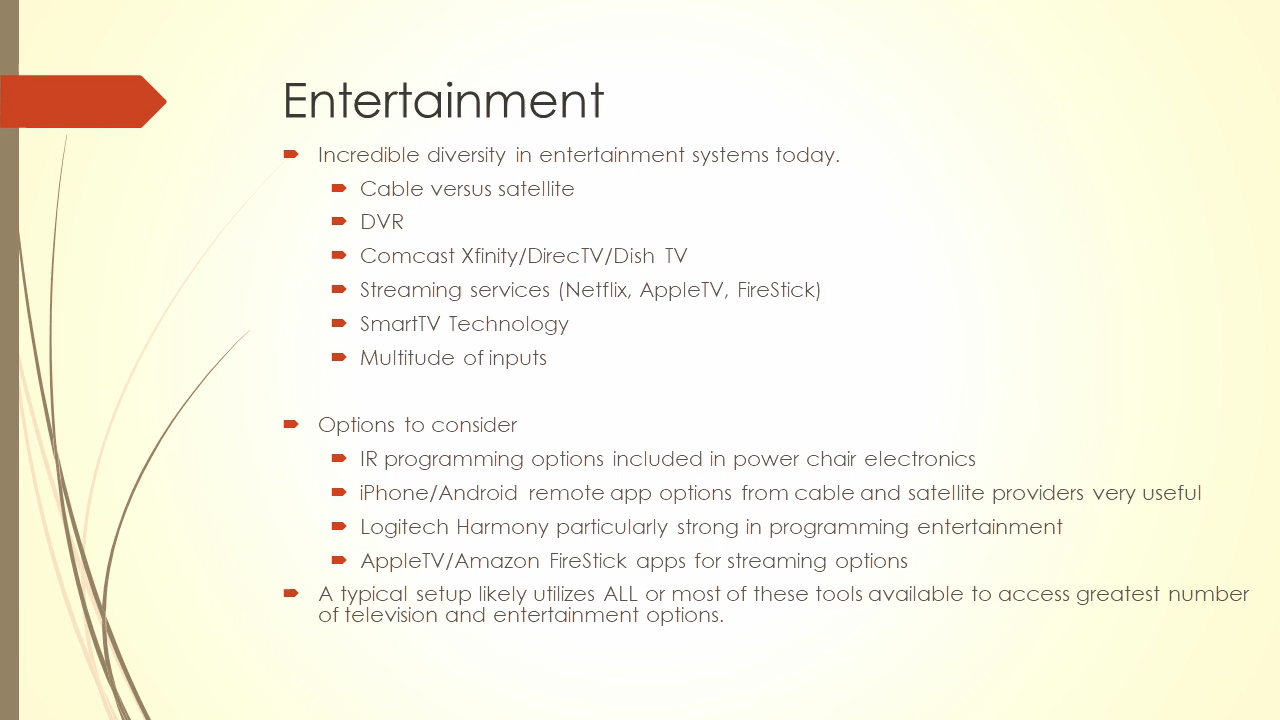 Entertainment
Incredible diversity in entertainment systems today.
Cable versus satellite
DVR
Comcast Xfinity/DirecTV/Dish TV
Streaming services (Netflix, AppleTV, FireStick)
SmartTV Technology
Multitude of inputs
Options to consider
IR programming options included in power chair electronics
iPhone/Android remote app options from cable and satellite providers very useful
Logitech Harmony particularly strong in programming entertainment
AppleTV/Amazon FireStick apps for streaming options
A typical setup likely utilizes ALL or most of these tools available to access greatest number
of television and entertainment options.